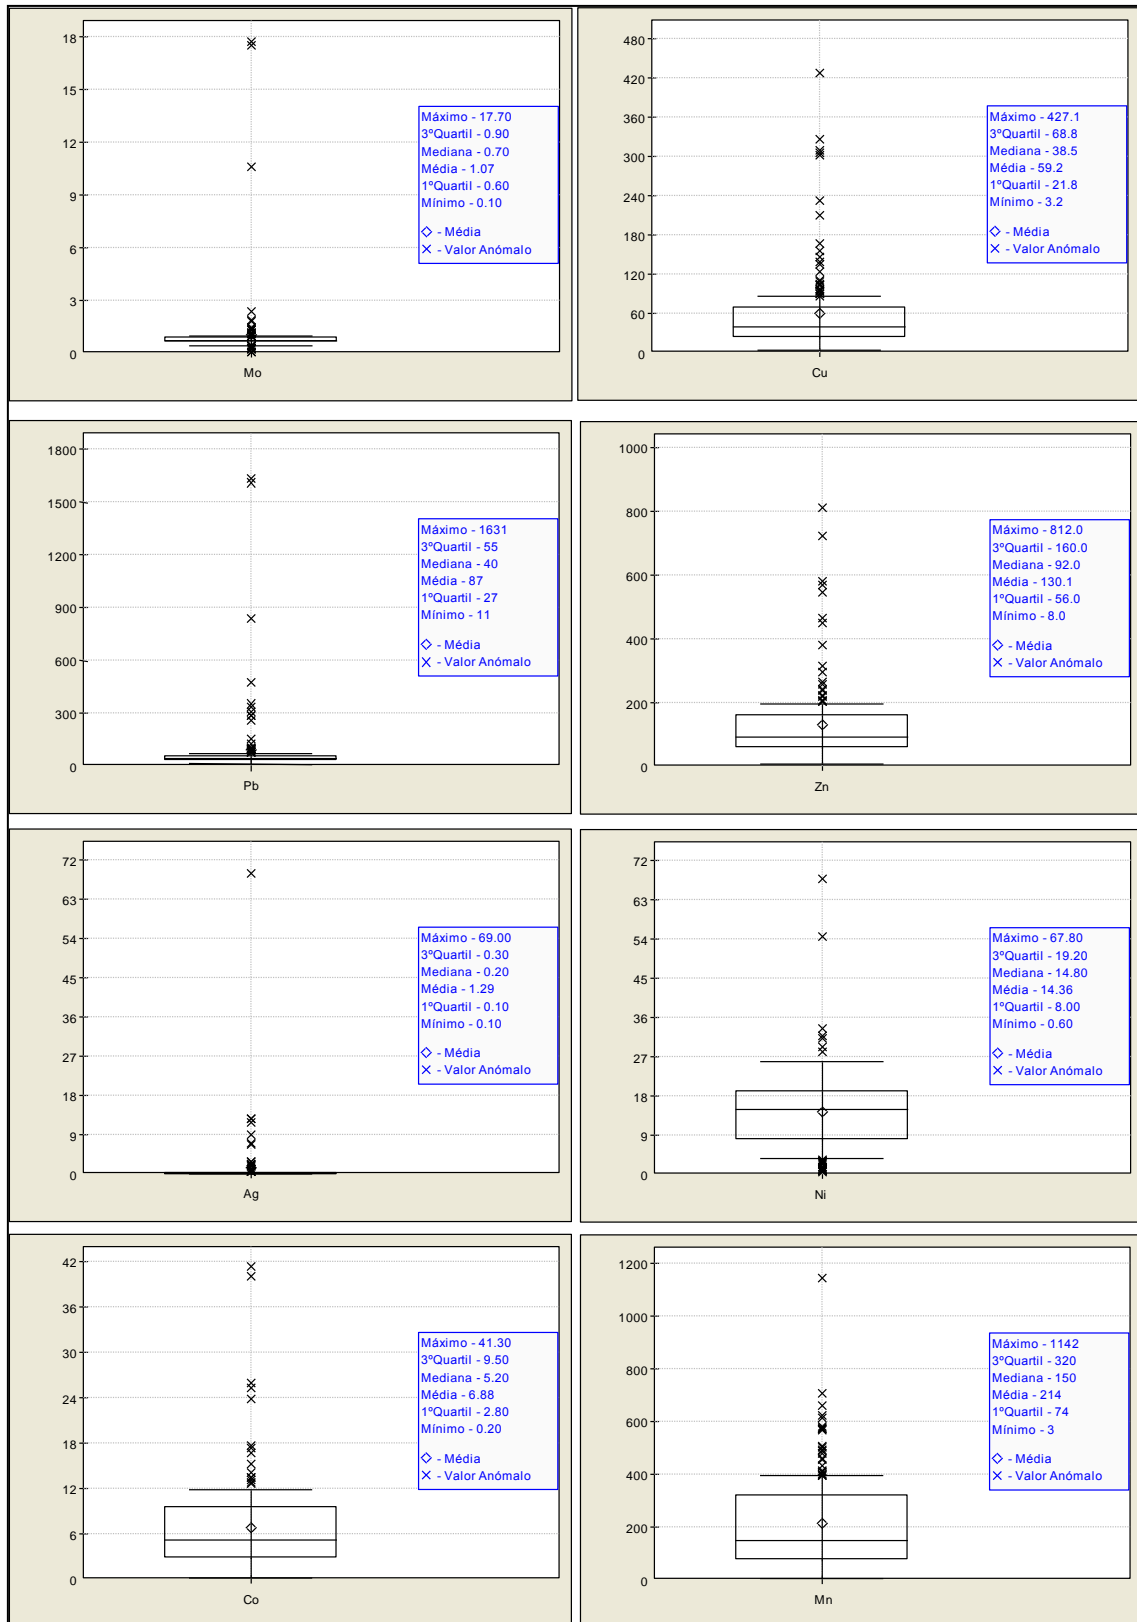 18
15
12
9
6
3
0
Máximo - 17.70
3ºQuartil - 0.90
Mediana - 0.70
Média - 1.07
1ºQuartil - 0.60
Mínimo - 0.10
- Média
- Valor Anómalo
Mo
480
420
360
300
240
180
120
60
0
Máximo - 427.1
3ºQuartil - 68.8
Mediana - 38.5
Média - 59.2
1ºQuartil - 21.8
Mínimo - 3.2
- Média
- Valor Anómalo
Cu
1800
1500
1200
900
600
300
0
Máximo - 1631
3ºQuartil - 55
Mediana - 40
Média - 87
1ºQuartil - 27
Mínimo - 11
- Média
- Valor Anómalo
Pb
1000
800
600
400
200
0
Máximo - 812.0
3ºQuartil - 160.0
Mediana - 92.0
Média - 130.1
1ºQuartil - 56.0
Mínimo - 8.0
- Média
- Valor Anómalo
Zn
72
63
54
45
36
27
18
9
0
Máximo - 69.00
3ºQuartil - 0.30
Mediana - 0.20
Média - 1.29
1ºQuartil - 0.10
Mínimo - 0.10
- Média
- Valor Anómalo
Ag
72
63
54
45
36
27
18
9
0
Máximo - 67.80
3ºQuartil - 19.20
Mediana - 14.80
Média - 14.36
1ºQuartil - 8.00
Mínimo - 0.60
- Média
- Valor Anómalo
Ni
42
36
30
24
18
12
6
0
Máximo - 41.30
3ºQuartil - 9.50
Mediana - 5.20
Média - 6.88
1ºQuartil - 2.80
Mínimo - 0.20
- Média
- Valor Anómalo
Co
1200
1000
800
600
400
200
0
Máximo - 1142
3ºQuartil - 320
Mediana - 150
Média - 214
1ºQuartil - 74
Mínimo - 3
- Média
- Valor Anómalo
Mn